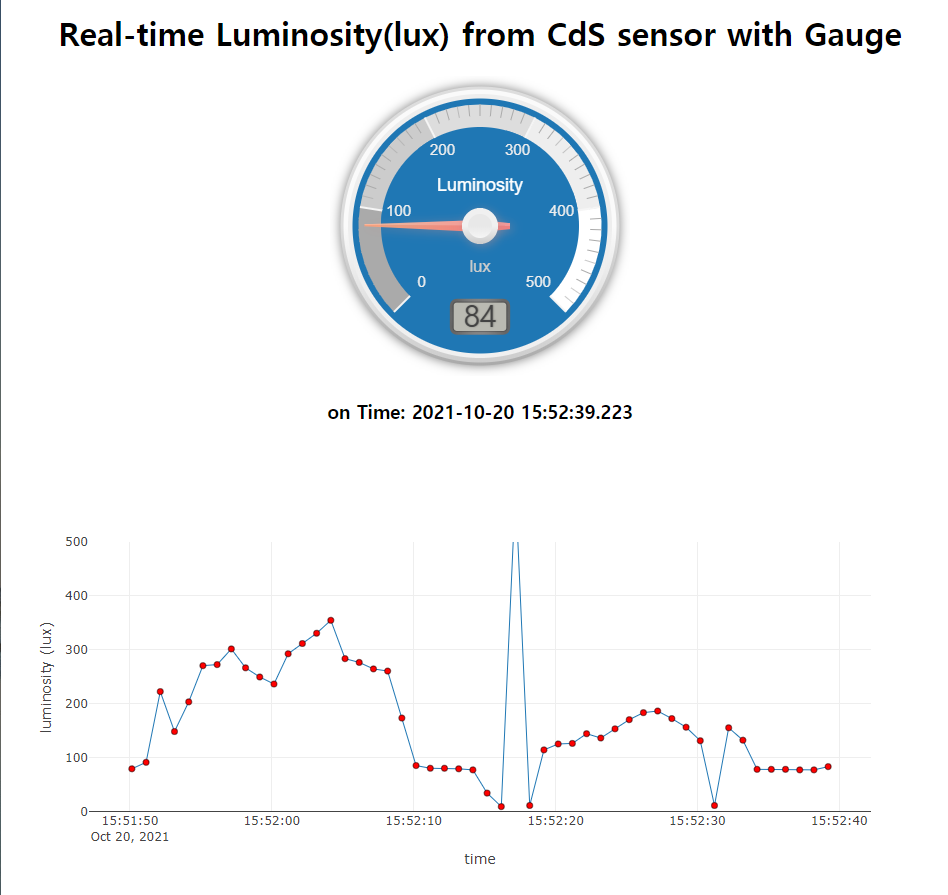 Real-time Luminosity(lux) from CdS sensor with Gauge
200 300
Luminosity
100 400
lux
0 500
84
on Time: 2021-10-20 15:52:39.223
500
400
300
200
100
0
luminosity (lux)
15:51:50 15:52:00 15:52:10 15:52:20 15:52:30 15:52:40
Oct 20, 2021
time